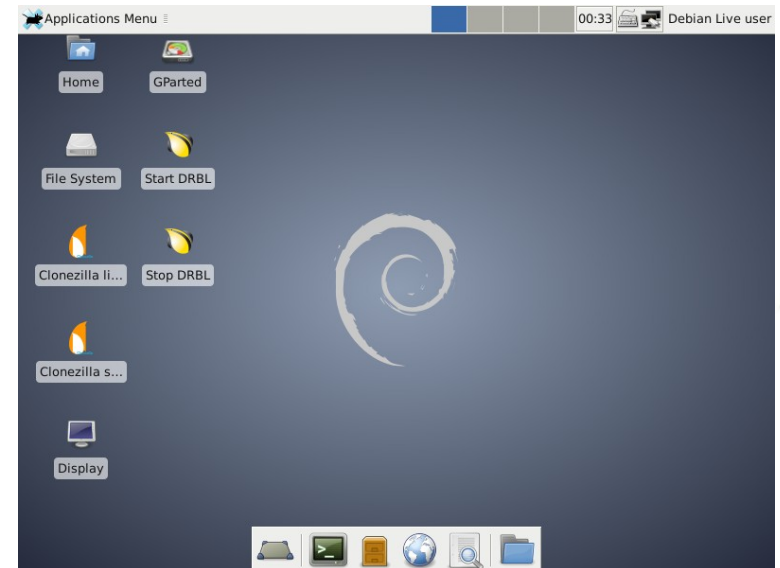 Applications Menu
00:33
Debian Live user
Home
GParted
File System
Start DRBL
Clonezilla li...
Stop DRBL
Clonezilla s...
Display
>_